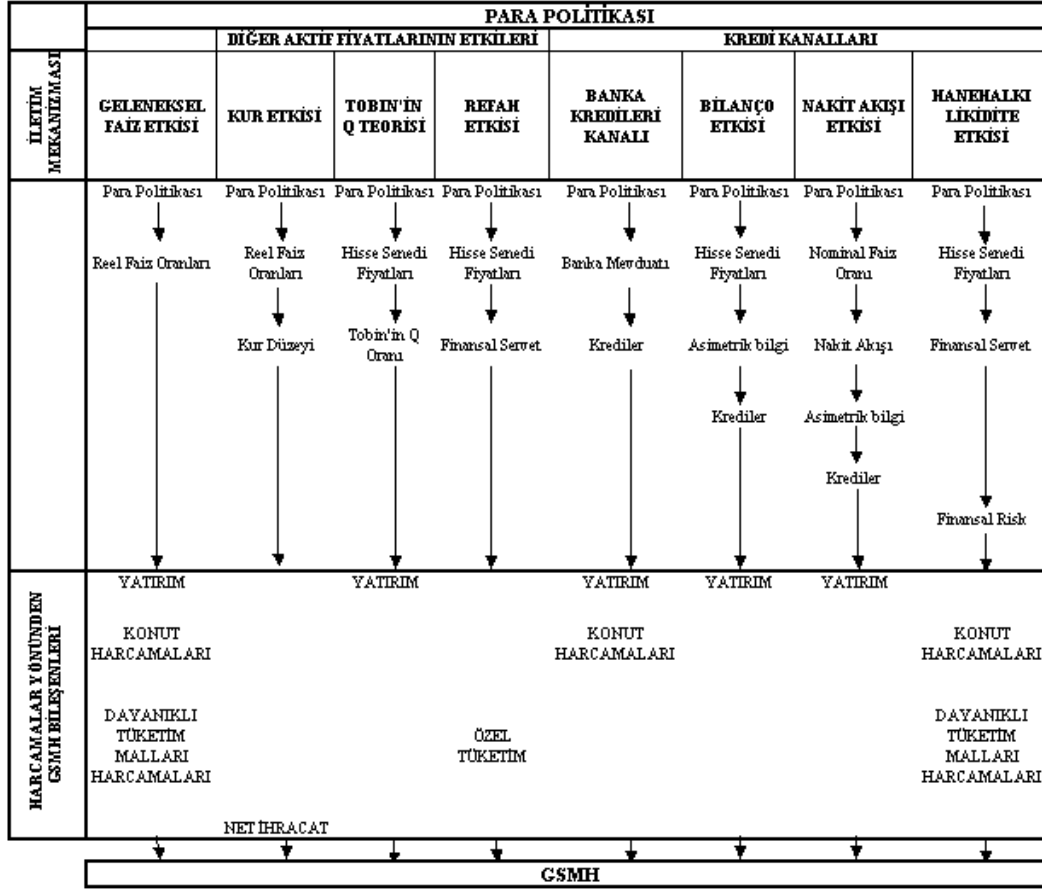 PARA POLİTİKASI
DİĞER AKTİF FİYATLARININ ETKİLERİ
KREDİ KANALLARI
İLETİM
MEKANİZMASI
GELENEKSEL
FAİZ ETKİSİ
KUR ETKİSİ
TOBIN'İN
Q TEORİSİ
REFAH
ETKİSİ
BANKA
KREDİLERİ
KANALI
BİLANÇO
ETKİSİ
NAKİT AKIŞI
ETKİSİ
HANEHALKI
LIKIDITE
ETKİSİ
Para Politikası
Reel Faiz Oranları
Para Politikası
Reel Faiz
Oranları
Kur Düzeyi
Para Politikası
Hisse Senedi
Fiyatları
Tobin'in Q
Oranı
Para Politikası
Hisse Senedi
Fiyatları
Finansal Servet
Para Politikası
Banka Mevduatı
Krediler
Para Politikası
Hisse Senedi
Fiyatları
Asimetrik bilgi
Krediler
Para Politikası
Nominal Faiz
Oranı
Nakit Akışı
Asimetrik bilgi
Krediler
Para Politikası
Hisse Senedi
Fiyatları
Finansal Servet
Finansal Risk
HARCAMALAR YÖNÜNDEN
GSMH BİLEŞENLERİ
YATIRIM
KONUT
HARCAMALARI
DAYANIKLI
TÜKETİM
MALLARI
HARCAMALARI
NET İHRACAT
YATIRIM
ÖZEL
TÜKETİM
YATIRIM
KONUT
HARCAMALARI
YATIRIM
YATIRIM
KONUT
HARCAMALARI
DAYANIKLI
TÜKETİM
MALLARI
HARCAMALARI
GSMH